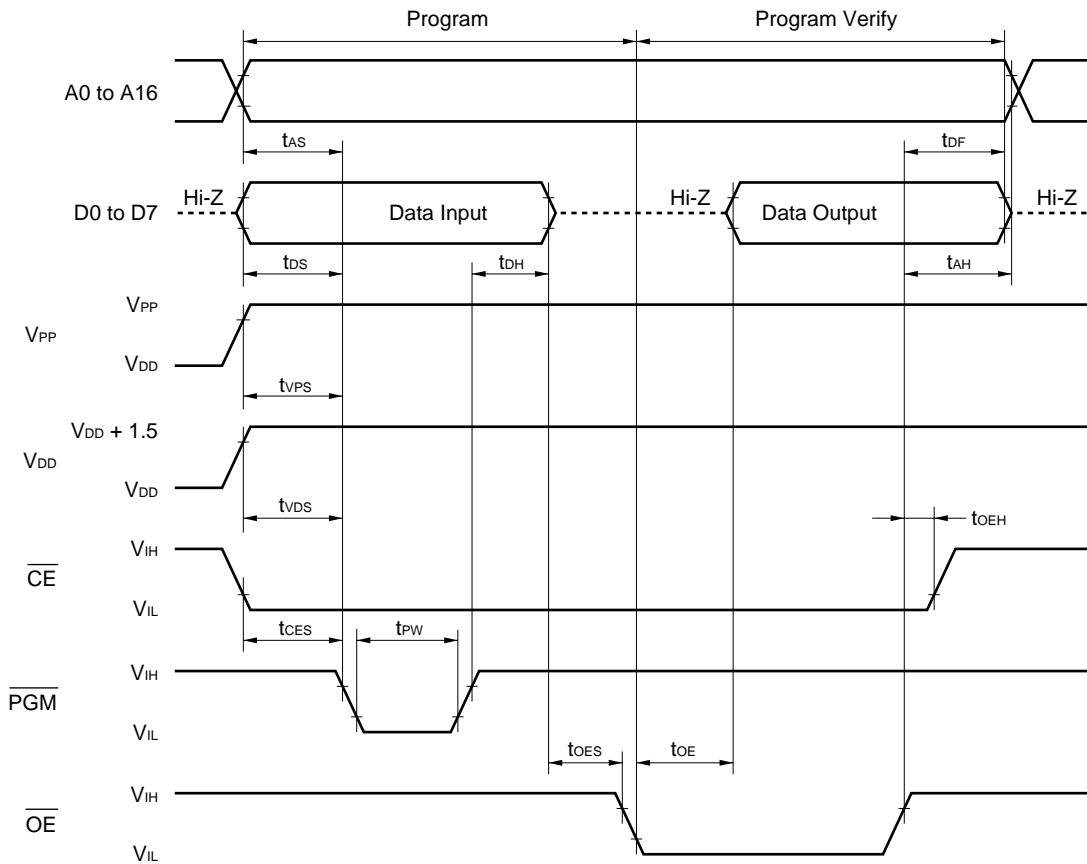 Program Program Verify
A0 to A16
tAS tDF
Hi-Z Hi-Z Hi-Z
D0 to D7 Data Input Data Output
tDS tDH tAH
VPP
VPP
VDD
tVPS
VDD + 1.5
VDD
VDD
tVDS tOEH
VIH
CE
VIL
tCES tPW
VIH
PGM
VIL
tOES tOE
VIH
OE
VIL